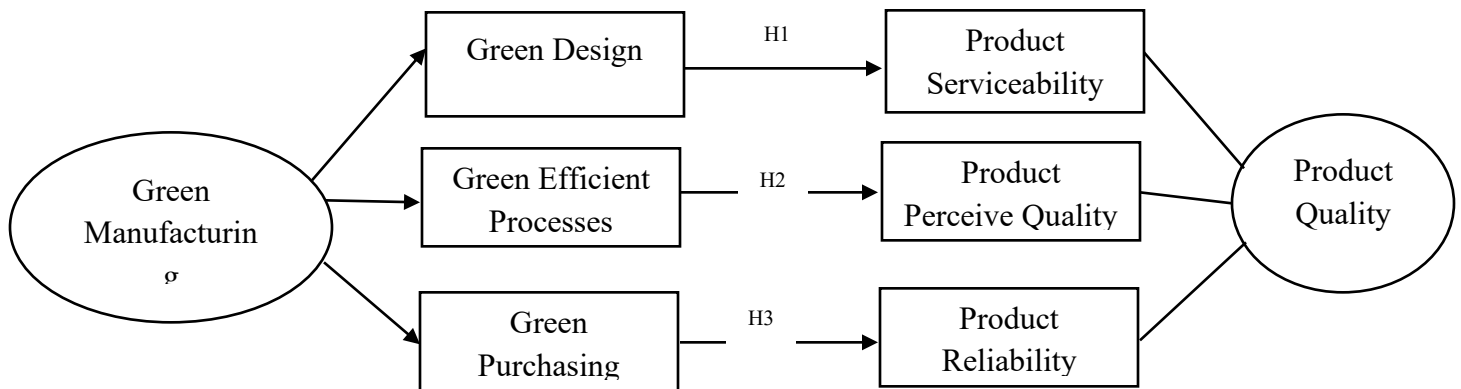 Green Design
H1
Product
Serviceability
Green
Manufacturin
g
Green Efficient
Processes
H2
Product
Perceive Quality
Product
Quality
Green
Purchasing
H3
Product
Reliability